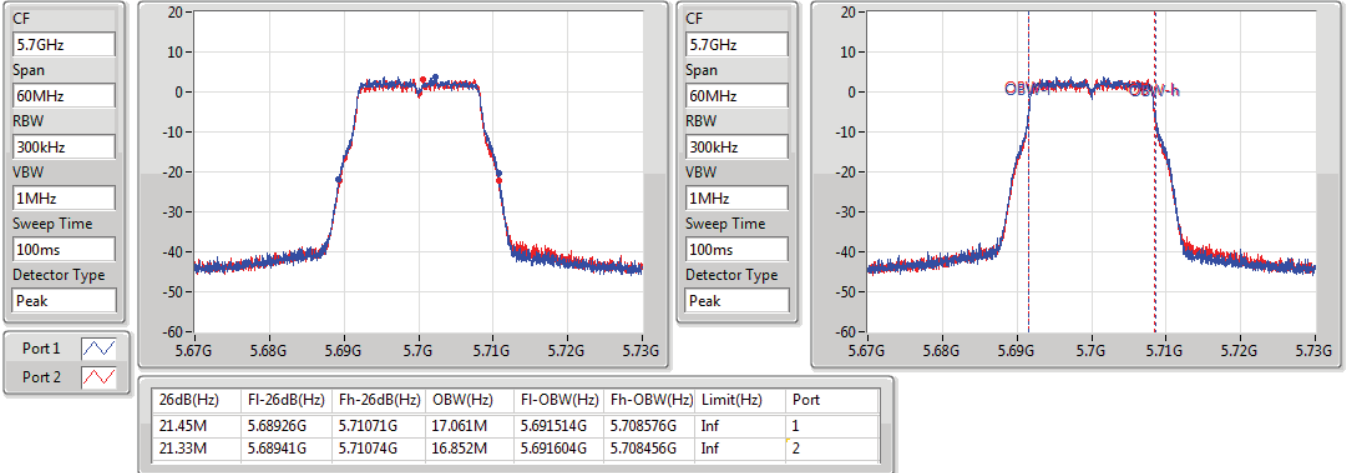 CF
5.7GHz
Span
60MHz
RBW
300kHz
VBW
1MHz
Sweep Time
100ms
Detector Type
Peak
Port 1
Port 2
20
10
0
-10
-20
-30
-40
-50
-60
5.67G 5.68G 5.69G 5.7G 5.71G 5.72G 5.73G
CF
5.7GHz
Span
60MHz
RBW
300kHz
VBW
1MHz
Sweep Time
100ms
Detector Type
Peak
20
10
0
-10
-20
-30
-40
-50
-60
OBW-h
5.67G 5.68G 5.69G 5.7G 5.71G 5.72G 5.73G
26dB(Hz) Fl-26dB(Hz) Fh-26dB(Hz) OBW(Hz) Fl-OBW(Hz) Fh-OBW(Hz) Limit(Hz) Port
21.45M 5.68926G 5.71071G 17.061M 5.691514G 5.708576G Inf 1
21.33M 5.68941G 5.71074G 16.852M 5.691604G 5.708456G Inf 2